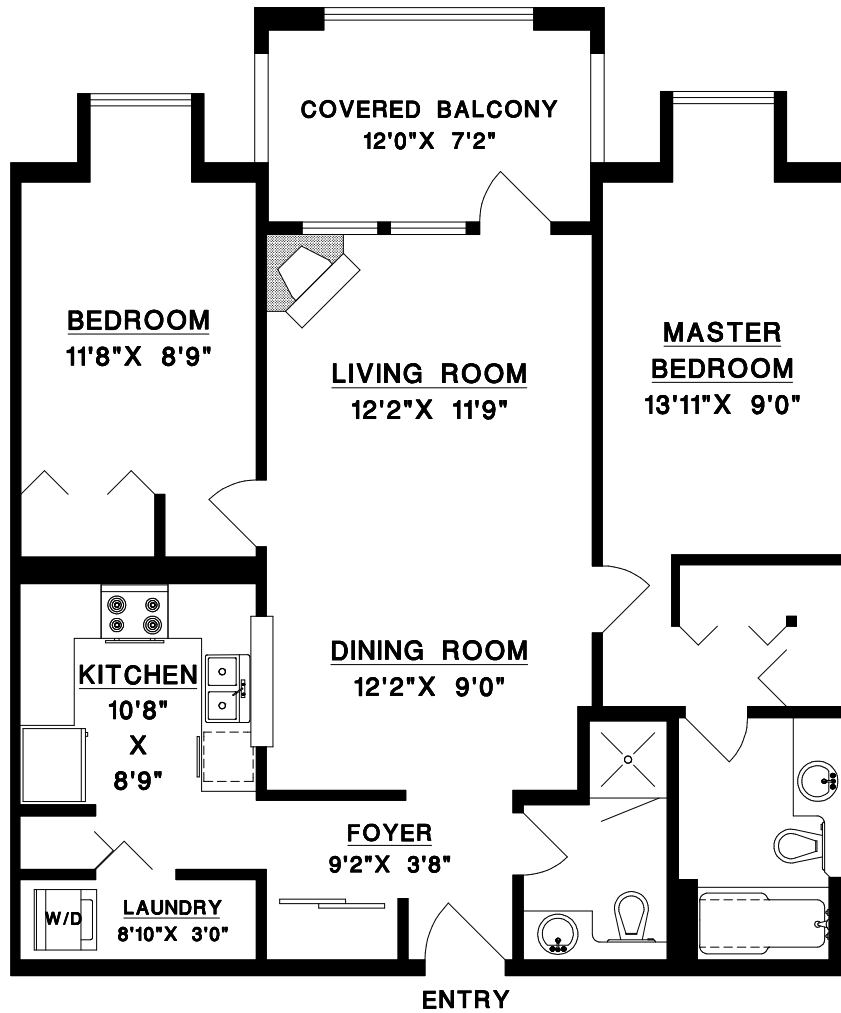 COVERED BALCONY
12'0"X 7'2"
BEDROOM
11'8"X 8'9"
MASTER
BEDROOM
13'11"X 9'0"
LIVING ROOM
12'2"X 11'9"
DINING ROOM
12'2"X 9'0"
KITCHEN
10'8"
X
8'9"
FOYER
9'2"X 3'8"
W/D
LAUNDRY
8'10"X 3'0"
ENTRY